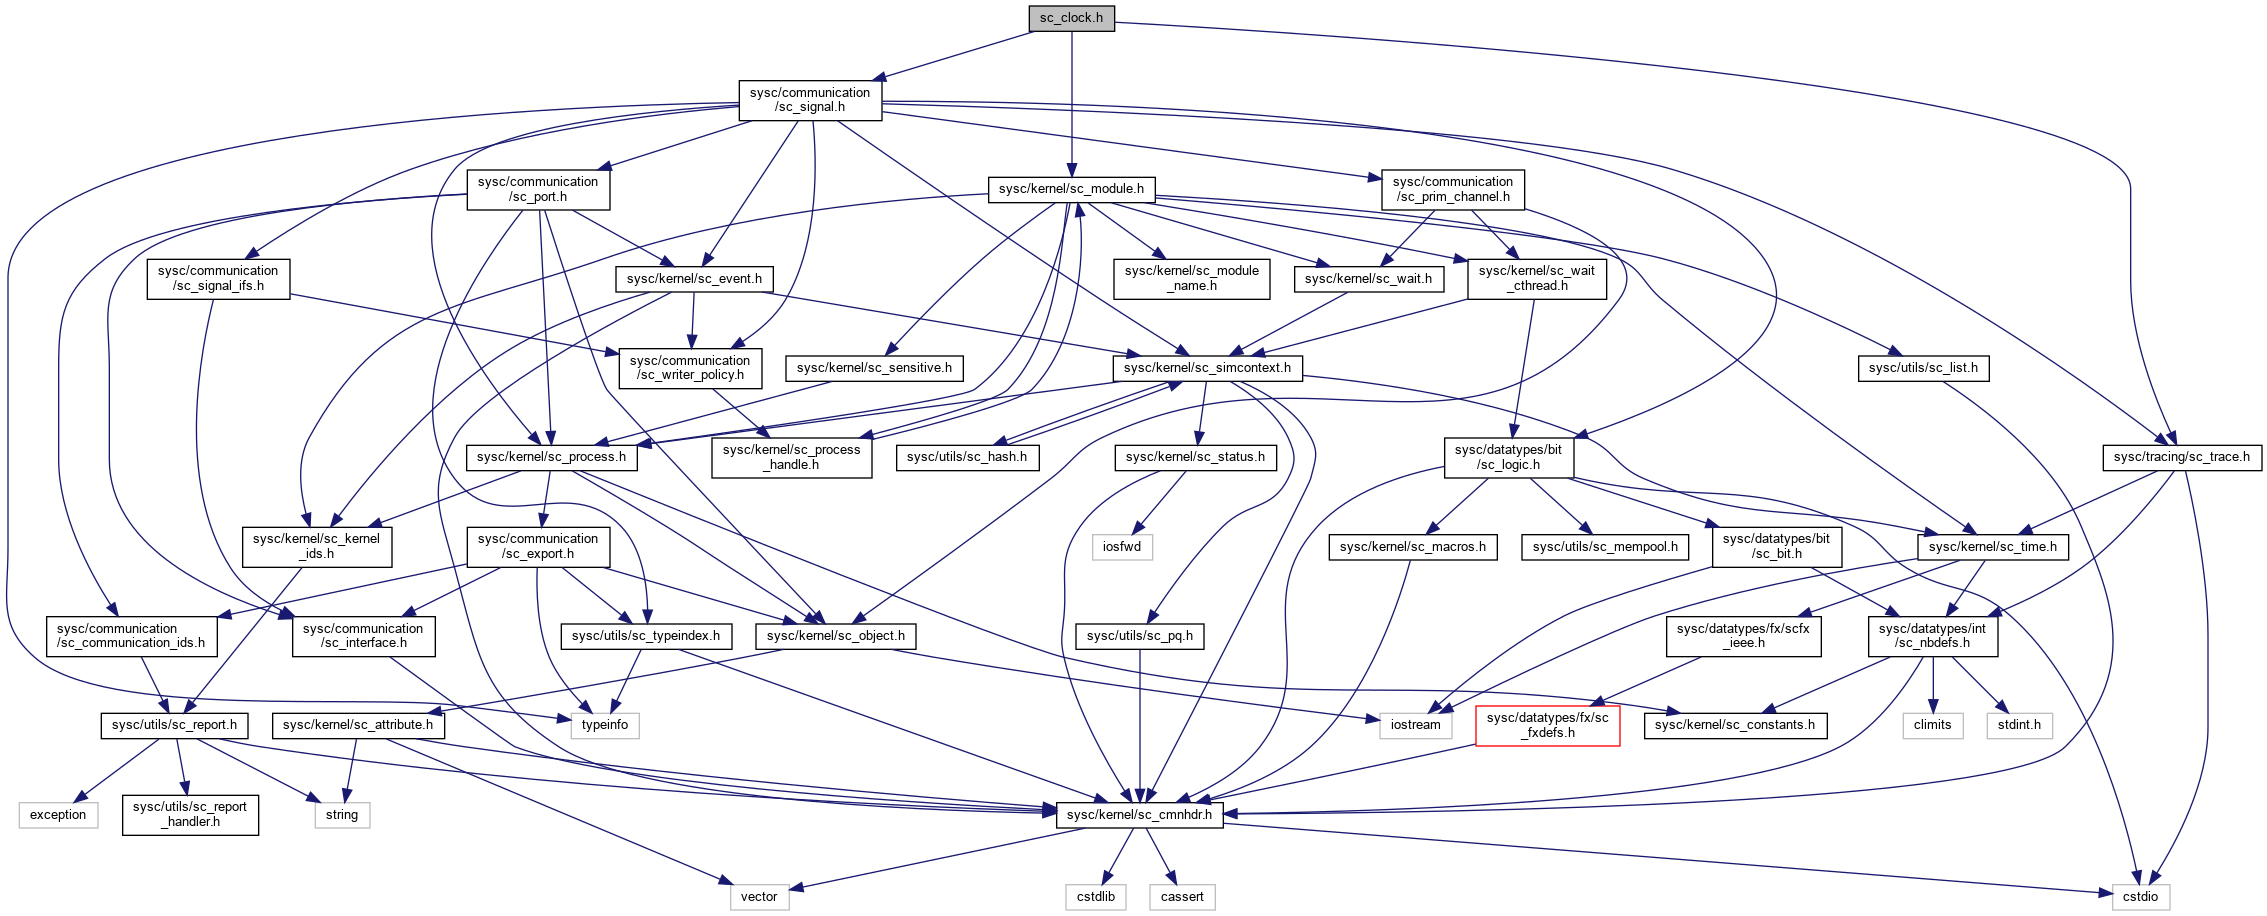 sc_clock.h
sysc/communication
/sc_signal.h
sysc/communication
/sc_port.h
sysc/kernel/sc_module.h
sysc/communication
/sc_prim_channel.h
sysc/communication
/sc_signal_ifs.h
sysc/kernel/sc_event.h
sysc/kernel/sc_module
_name.h
sysc/kernel/sc_wait.h
sysc/kernel/sc_wait
_cthread.h
sysc/communication
/sc_writer_policy.h
sysc/kernel/sc_sensitive.h
sysc/kernel/sc_simcontext.h
sysc/utils/sc_list.h
sysc/kernel/sc_process.h
sysc/kernel/sc_process
_handle.h
sysc/utils/sc_hash.h
sysc/kernel/sc_status.h
sysc/datatypes/bit
/sc_logic.h
sysc/tracing/sc_trace.h
sysc/kernel/sc_kernel
_ids.h
sysc/communication
/sc_export.h
iosfwd
sysc/kernel/sc_macros.h
sysc/utils/sc_mempool.h
sysc/datatypes/bit
/sc_bit.h
sysc/kernel/sc_time.h
sysc/communication
/sc_communication_ids.h
sysc/communication
/sc_interface.h
sysc/utils/sc_typeindex.h
sysc/kernel/sc_object.h
sysc/utils/sc_pq.h
sysc/datatypes/fx/scfx
_ieee.h
sysc/datatypes/int
/sc_nbdefs.h
sysc/utils/sc_report.h
sysc/kernel/sc_attribute.h
typeinfo
iostream
sysc/datatypes/fx/sc
_fxdefs.h
sysc/kernel/sc_constants.h
climits
stdint.h
exception
sysc/utils/sc_report
_handler.h
string
sysc/kernel/sc_cmnhdr.h
vector
cstdlib
cassert
cstdio